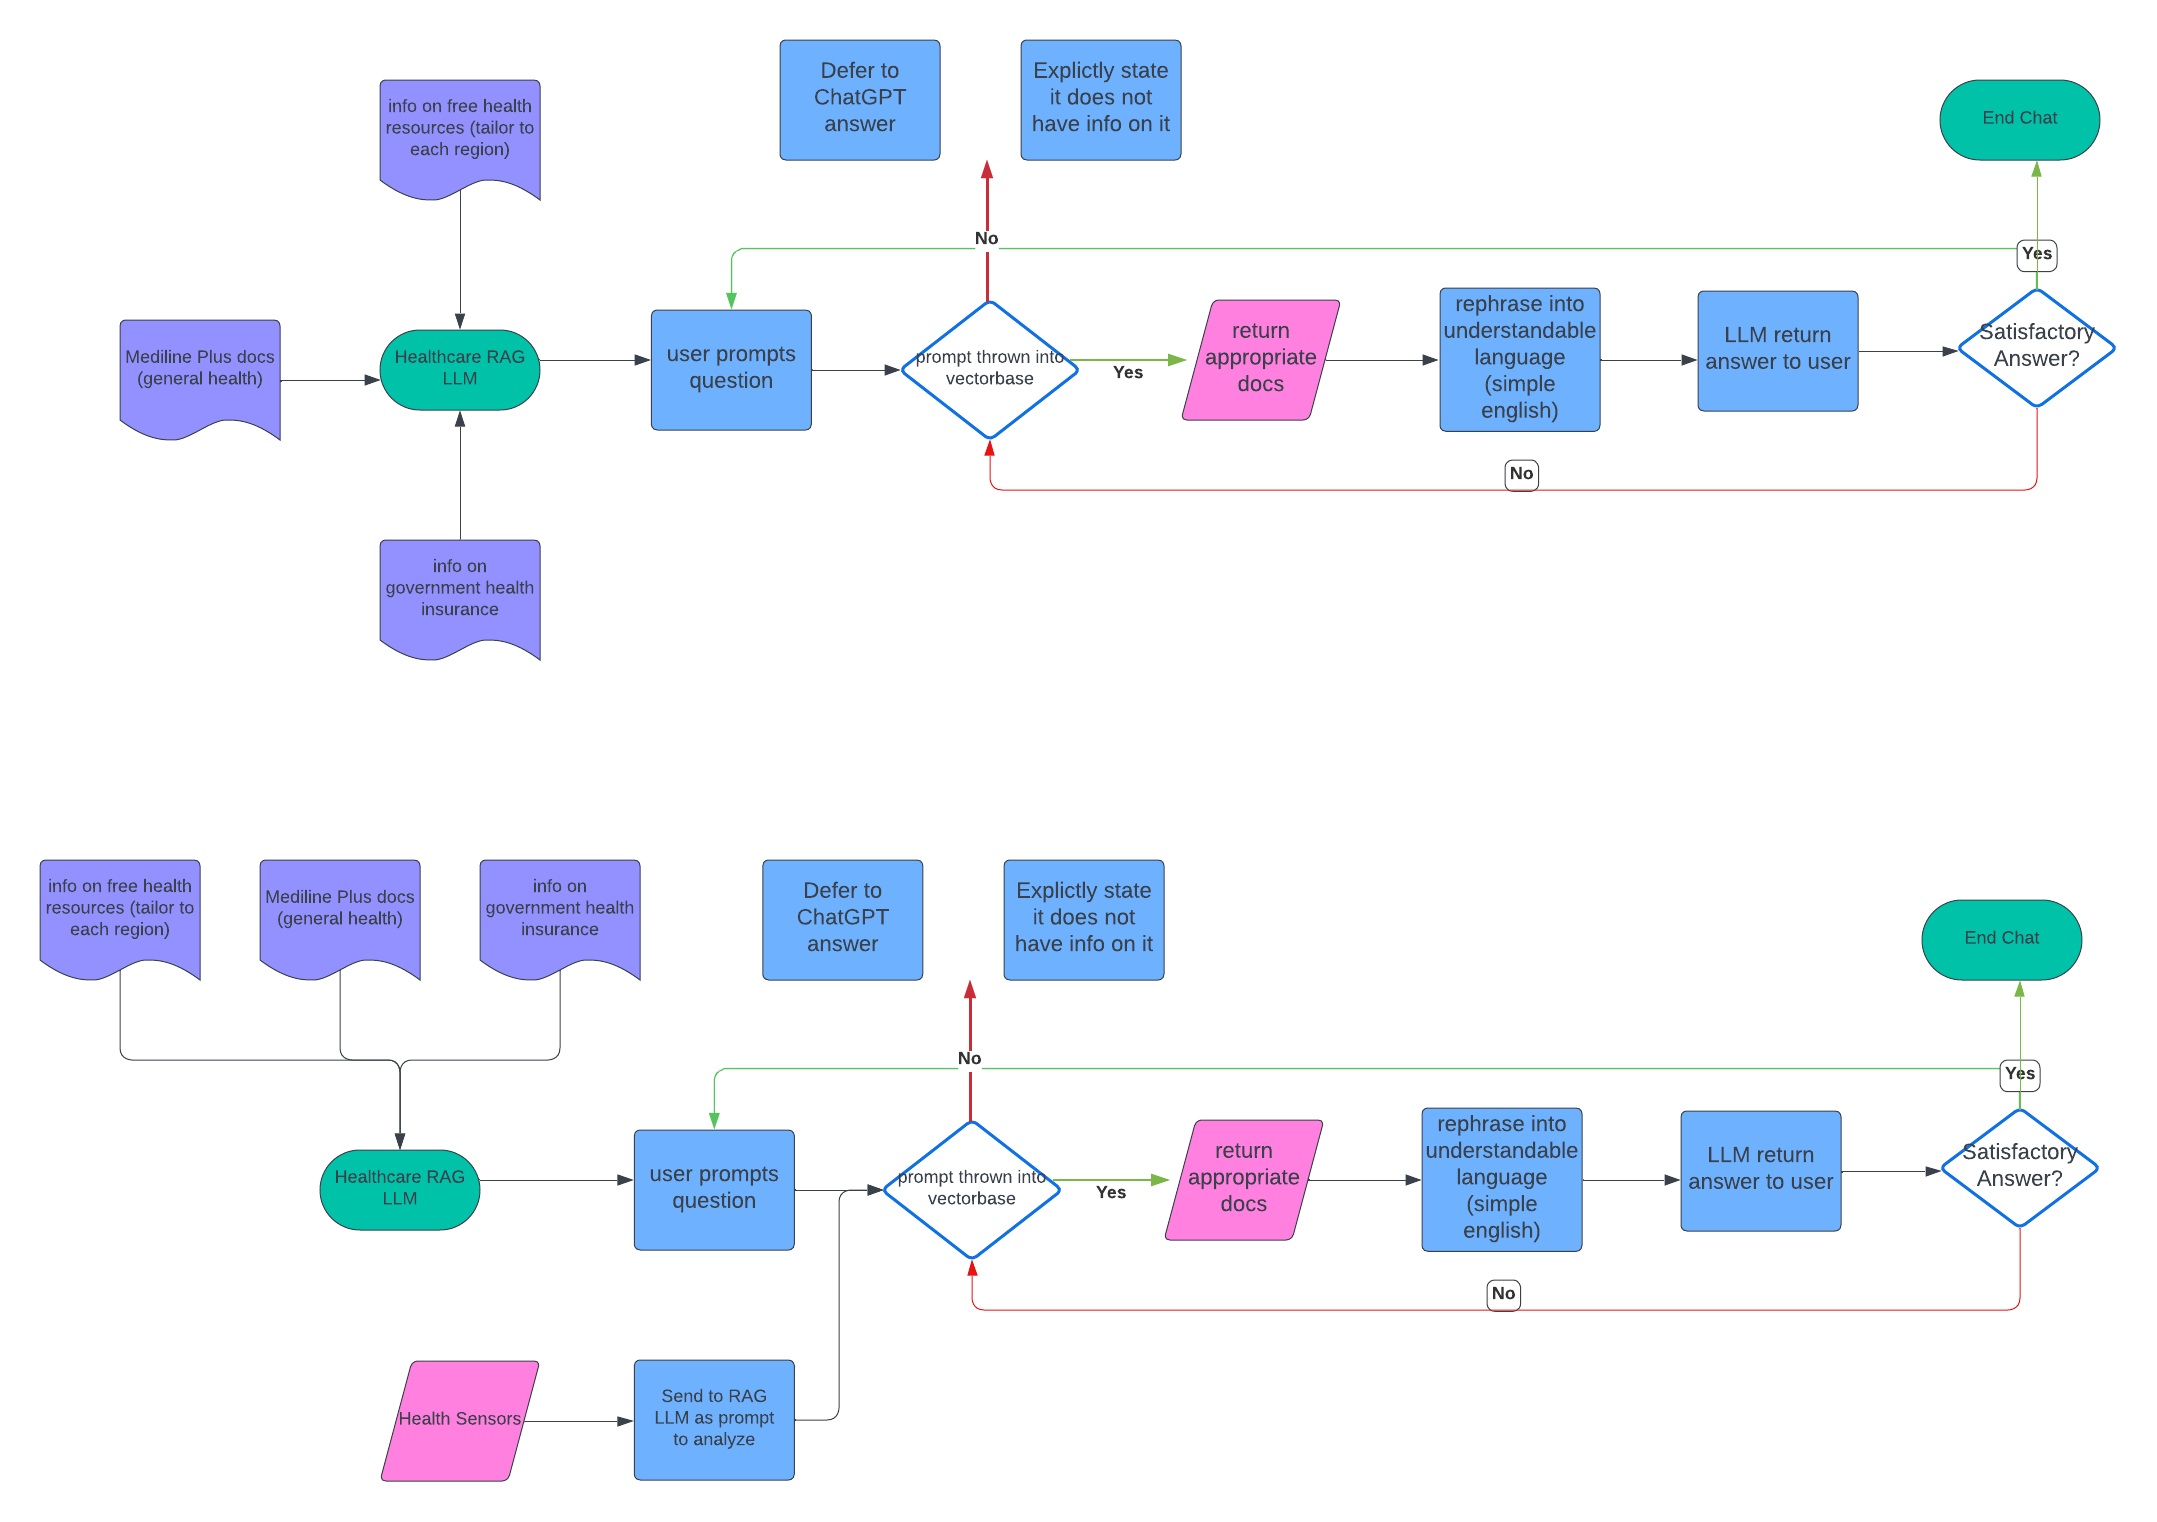 Defer to
ChatGPT
answer
Explictly state
it does not
have info on it
info on free health
resources (tailor to
each region)
End Chat
No
Yes
Mediline Plus docs
(general health)
Healthcare RAG
LLM
user prompts
question
prompt thrown into
vectorbase
Yes
return
appropriate
docs
rephrase into
understandable
language
(simple
english)
LLM return
answer to user
Satisfactory
Answer?
No
info on
government health
insurance
info on free health
resources (tailor to
each region)
Mediline Plus docs
(general health)
info on
government health
insurance
Defer to
ChatGPT
answer
Explictly state
it does not
have info on it
End Chat
No
Yes
Healthcare RAG
LLM
user prompts
question
prompt thrown into
vectorbase
Yes
return
appropriate
docs
rephrase into
understandable
language
(simple
english)
LLM return
answer to user
Satisfactory
Answer?
No
Health Sensors
Send to RAG
LLM as prompt
to analyze